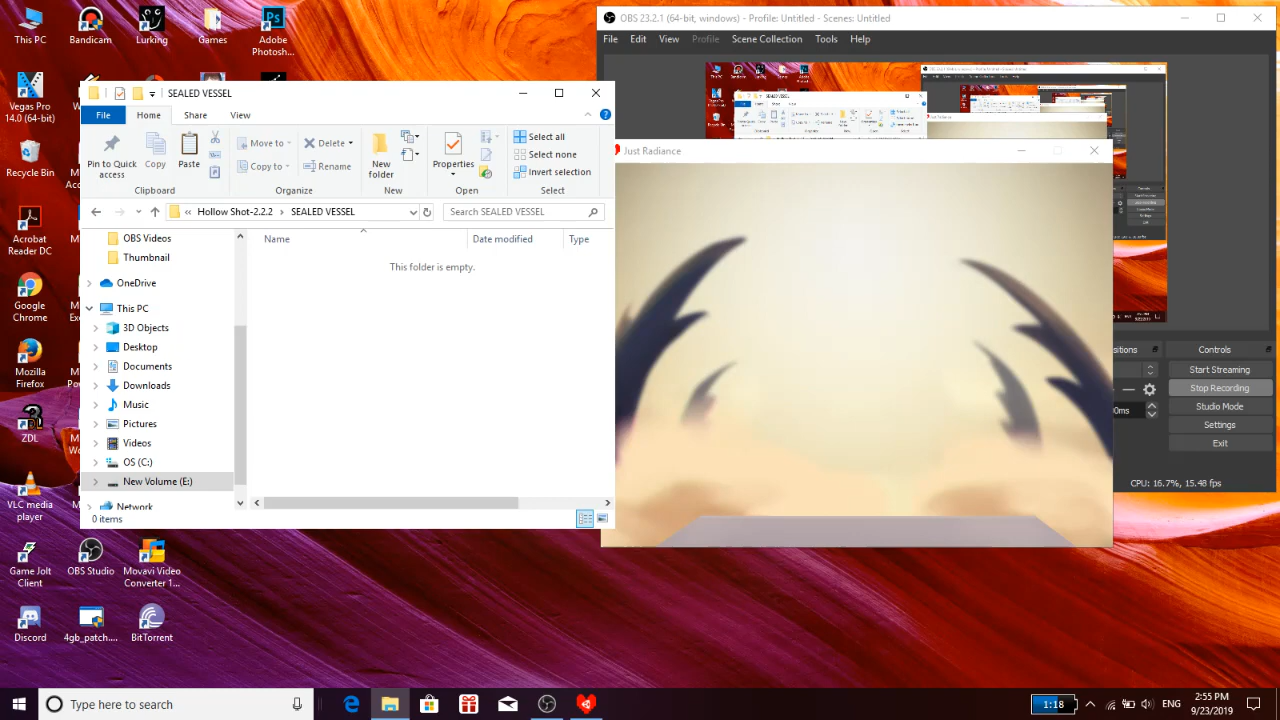 This PC
Bandicam
Lurking
Games
Adobe
Photosh...
Vegas Pro
14.0 (64-bit)
Recycle Bin
Acrobat
Reader DC
Google
Chrome
Mozilla
Firefox
ZDL
VLC media
player
Game Jolt
Client
OBS Studio
Movavi Video
Converter 1...
Discord
4gb_patch....
BitTorrent
SEALED VESSEL
File
Home
Share
View
Pin to Quick
access
Copy
Paste
Clipboard
Move to
Copy to
Delete
Rename
Organize
New
folder
New
Properties
Open
Select all
Select none
Invert selection
Select
« Hollow Shot-2.2.2 > SEALED VESSEL
Search SEALED VESSEL
OBS Videos
Thumbnail
OneDrive
This PC
3D Objects
Desktop
Documents
Downloads
Music
Pictures
Videos
OS (C:)
New Volume (E:)
Network
Name
Date modified
Type
This folder is empty.
0 items
OBS 23.2.1 (64-bit, windows) - Profile: Untitled - Scenes: Untitled
File
Edit
View
Profile
Scene Collection
Tools
Help
Just Radiance
sitions
Controls
0ms
Start Streaming
Stop Recording
Studio Mode
Settings
Exit
CPU: 16.7%, 15.48 fps
Type here to search
1:18
ENG
2:55 PM
9/23/2019